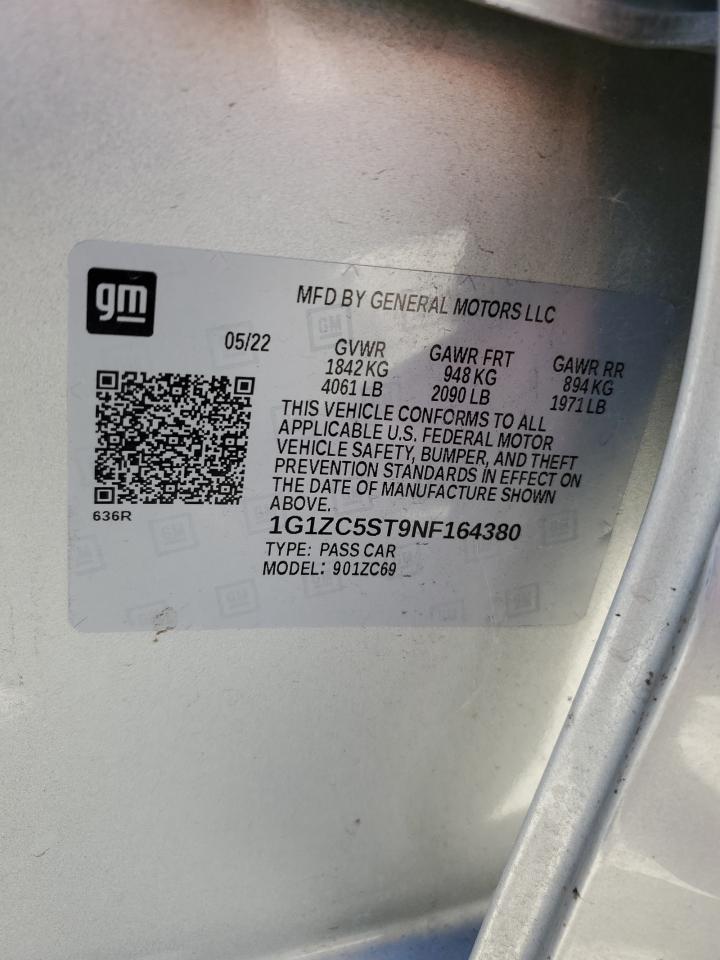 gm
MFD BY GENERAL MOTORS LLC
05/22
GVWR
1842 KG
4061 LB
GAWR FRT
948 KG
2090 LB
GAWR RR
894 KG
1971 LB
THIS VEHICLE CONFORMS TO ALL
APPLICABLE U.S. FEDERAL MOTOR
VEHICLE SAFETY, BUMPER, AND THEFT
PREVENTION STANDARDS IN EFFECT ON
THE DATE OF MANUFACTURE SHOWN
ABOVE.
636R
1G1ZC5ST9NF164380
TYPE: PASS CAR
MODEL: 901ZC69